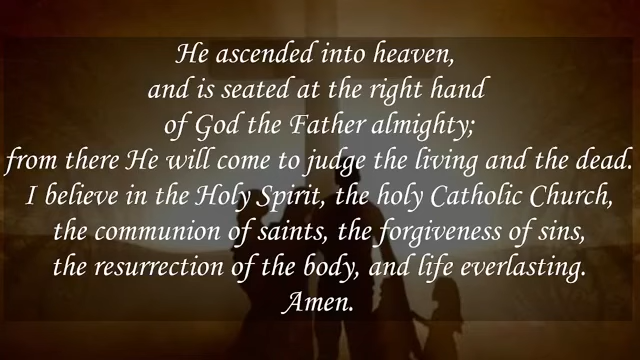 He ascended into heaven,
and is seated at the right hand
of God the Father almighty;
from there He will come to judge the living and the dead.
I believe in the Holy Spirit, the holy Catholic Church,
the communion of saints, the forgiveness of sins,
the resurrection of the body, and life everlasting.
Amen.